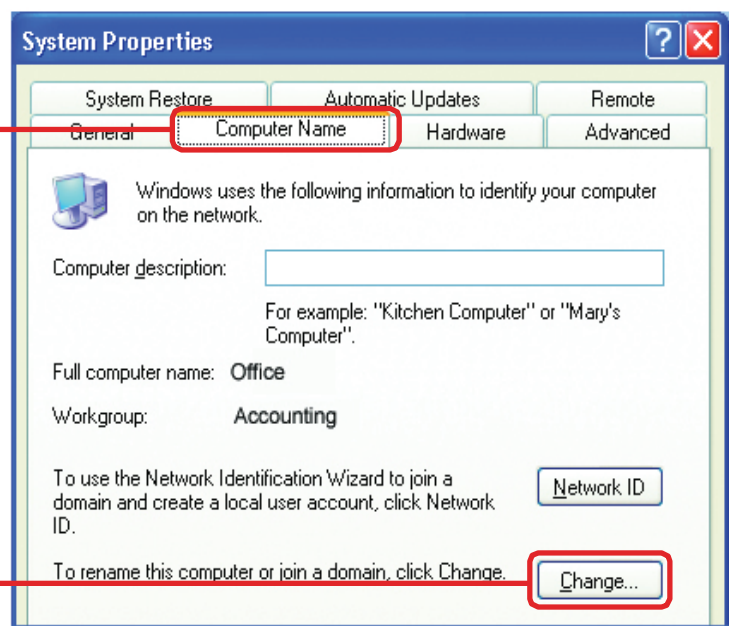 System Properties
System Restore Automatic Updates Remote
General Computer Name Hardware Advanced
Windows uses the following information to identify your computer
on the network.
Computer description:
For example: "Kitchen Computer" or "Mary's
Computer".
Full computer name: Office
Workgroup: Accounting
To use the Network Identification Wizard to join a
domain and create a local user account, click Network
ID.
Network ID
To rename this computer or join a domain, click Change.
Change...